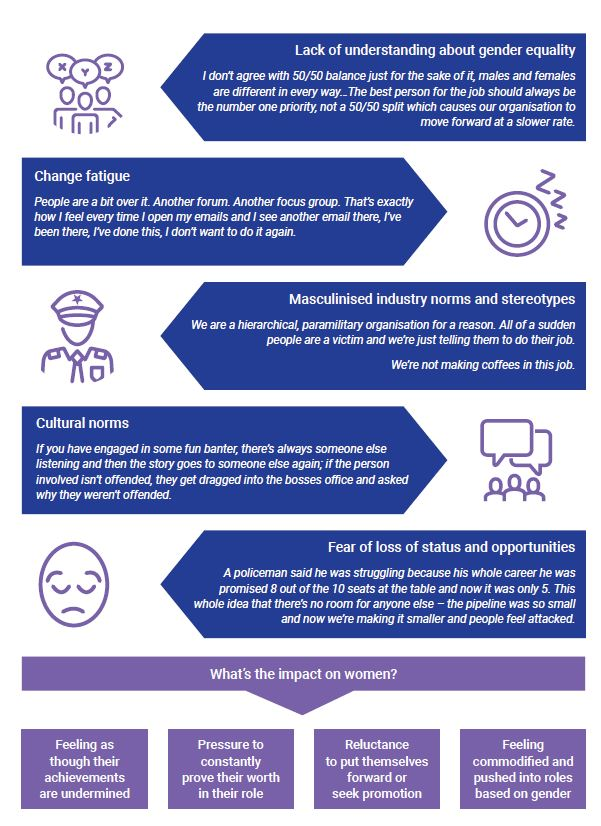 X Y Z
Lack of understanding about gender equality
I don't agree with 50/50 balance just for the sake of it, males and females
are different in every way…The best person for the job should always be
the number one priority, not a 50/50 split which causes our organisation to
move forward at a slower rate.
Change fatigue
People are a bit over it. Another forum. Another focus group. That's exactly
how I feel every time I open my emails and I see another email there, I've
been there, I've done this, I don't want to do it again.
Masculinised industry norms and stereotypes
We are a hierarchical, paramilitary organisation for a reason. All of a sudden
people are a victim and we're just telling them to do their job.
We're not making coffees in this job.
Cultural norms
If you have engaged in some fun banter, there's always someone else
listening and then the story goes to someone else again; if the person
involved isn't offended, they get dragged into the bosses office and asked
why they weren't offended.
Fear of loss of status and opportunities
A policeman said he was struggling because his whole career he was
promised 8 out of the 10 seats at the table and now it was only 5. This
whole idea that there's no room for anyone else – the pipeline was so small
and now we're making it smaller and people feel attacked.
What's the impact on women?
Feeling as
though their
achievements
are undermined
Pressure to
constantly
prove their worth
in their role
Reluctance
to put themselves
forward or
seek promotion
Feeling
commodified and
pushed into roles
based on gender